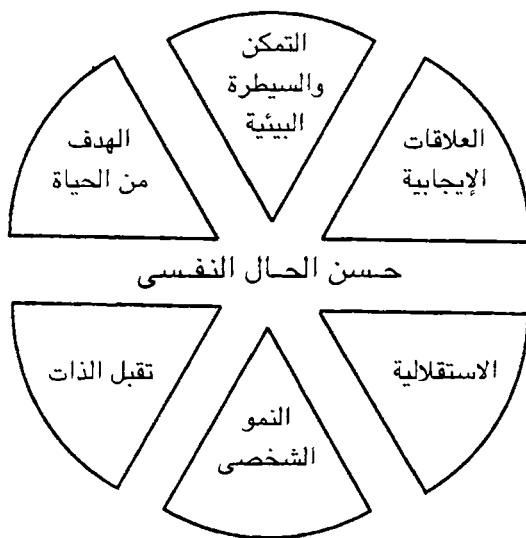 التمكن
والسيطرة
البيئية
العلاقات
الإيجابية
الهدف
من الحياة
حسن الحال النفسى
الاستقلالية
تقبل الذات
النمو
الشخصى